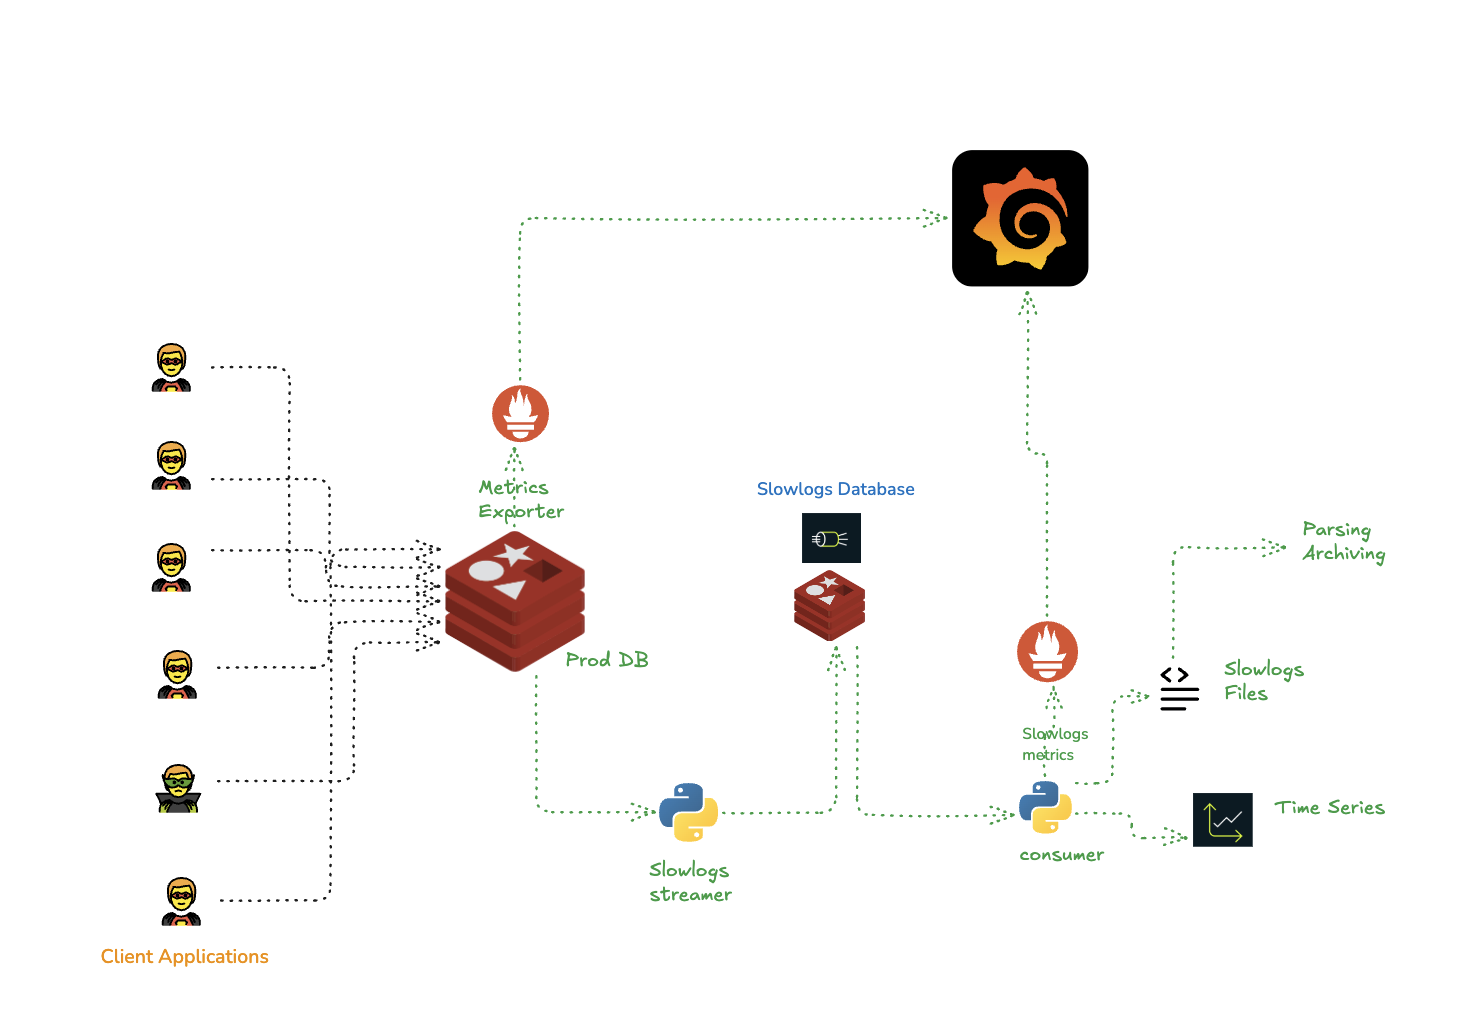 Metrics
Exporter
Slowlogs Database
Parsing
Archiving
Prod DB
Slowlogs
Files
Slowlogs
metrics
Time Series
consumer
Slowlogs
streamer
Client Applications